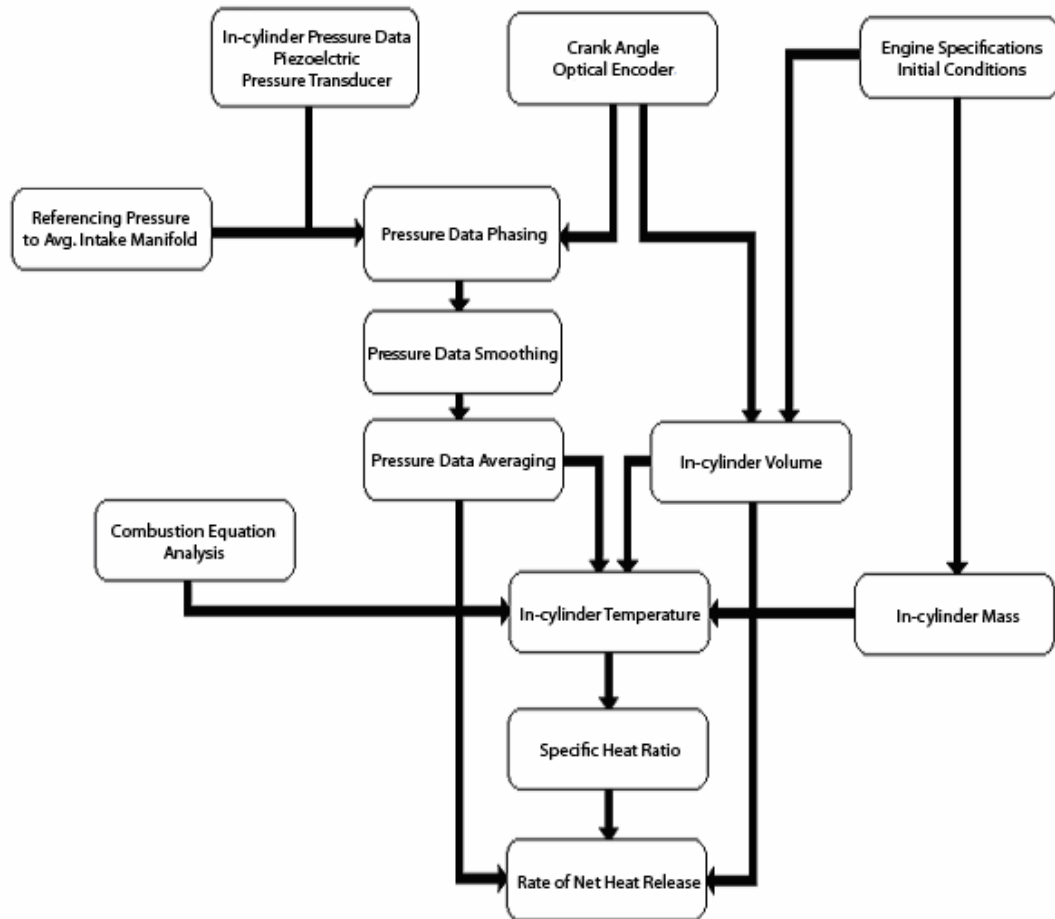 In-cylinder Pressure Data
Piezoelctric
Pressure Transducer
Crank Angle
Optical Encoder
Engine Specifications
Initial Conditions
Referencing Pressure
to Avg. Intake Manifold
Pressure Data Phasing
Pressure Data Smoothing
Pressure Data Averaging
In-cylinder Volume
Combustion Equation
Analysis
In-cylinder Temperature
In-cylinder Mass
Specific Heat Ratio
Rate of Net Heat Release